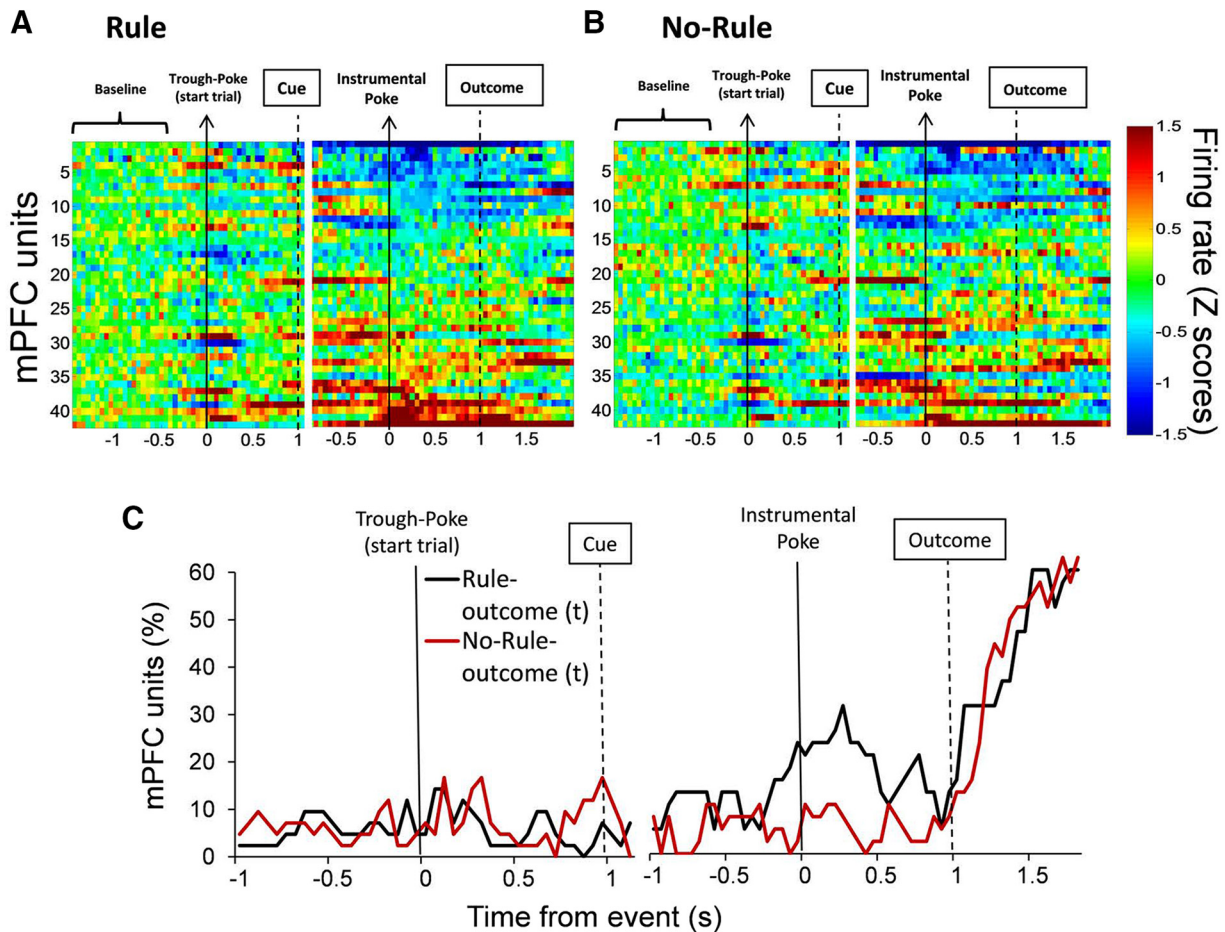 A Rule
Baseline
Trough-Poke
(start trial)
Cue
Instrumental
Poke
Outcome
mPFC units
5
10
15
20
25
30
35
40
-1 -0.5 0 0.5 1
-0.5 0 0.5 1 1.5
B No-Rule
Baseline
Trough-Poke
(start trial)
Cue
Instrumental
Poke
Outcome
5
10
15
20
25
30
35
40
-1 -0.5 0 0.5 1
-0.5 0 0.5 1 1.5
1.5
1
0.5
0
-0.5
-1
-1.5
Firing rate (Z scores)
C
Trough-Poke
(start trial)
Cue
Instrumental
Poke
Outcome
Rule-
outcome (t)
No-Rule-
outcome (t)
mPFC units (%)
60
50
40
30
20
10
0
-1 -0.5 0 0.5 1
-1 -0.5 0 0.5 1 1.5
Time from event (s)